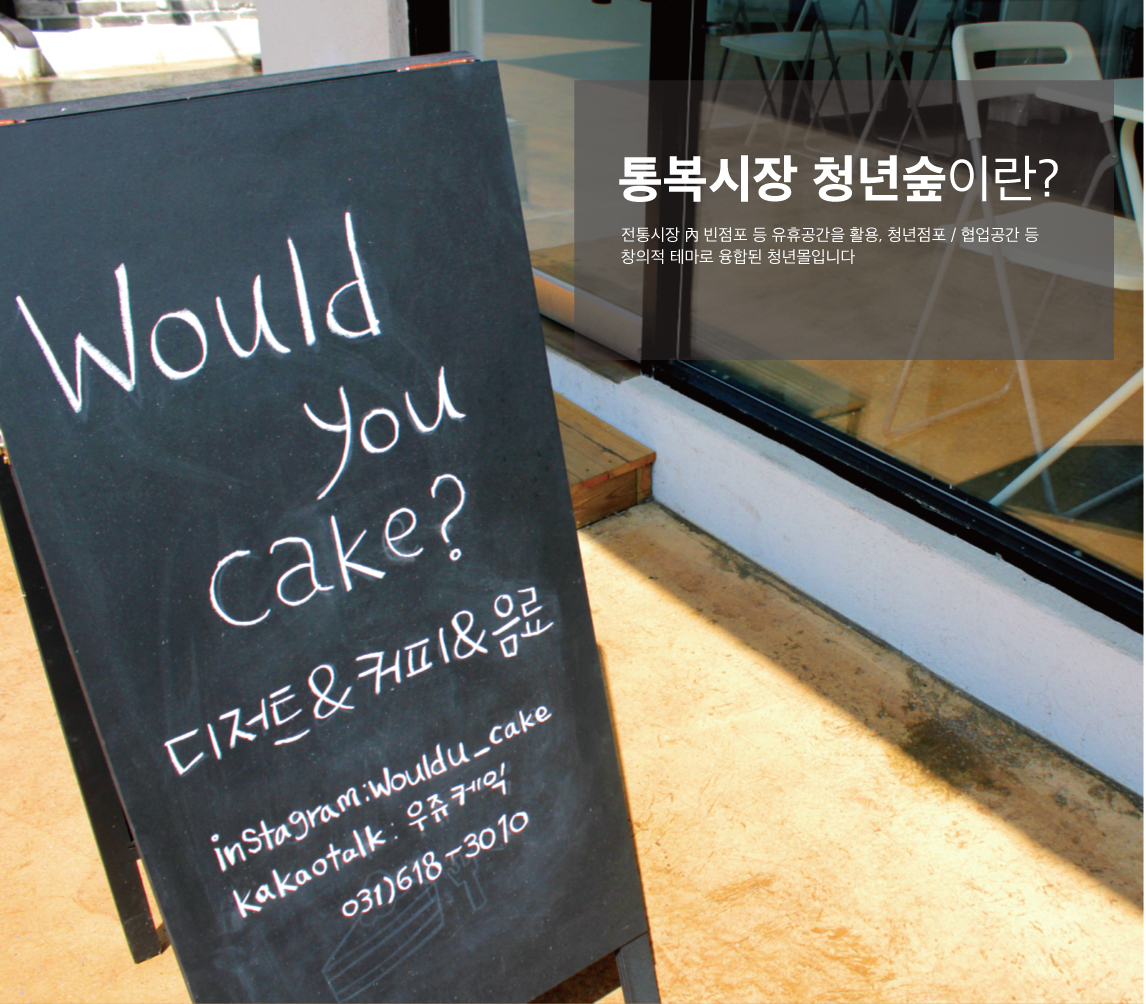 Would
you
cake?
디저트&커피&음료
instagram:Wouldu_cake
kakaotalk: 우쥬케익
031)618-3010
통복시장 청년숲이란?
전통시장 內 빈점포 등 유휴공간을 활용, 청년점포 / 협업공간 등
창의적 테마로 융합된 청년몰입니다